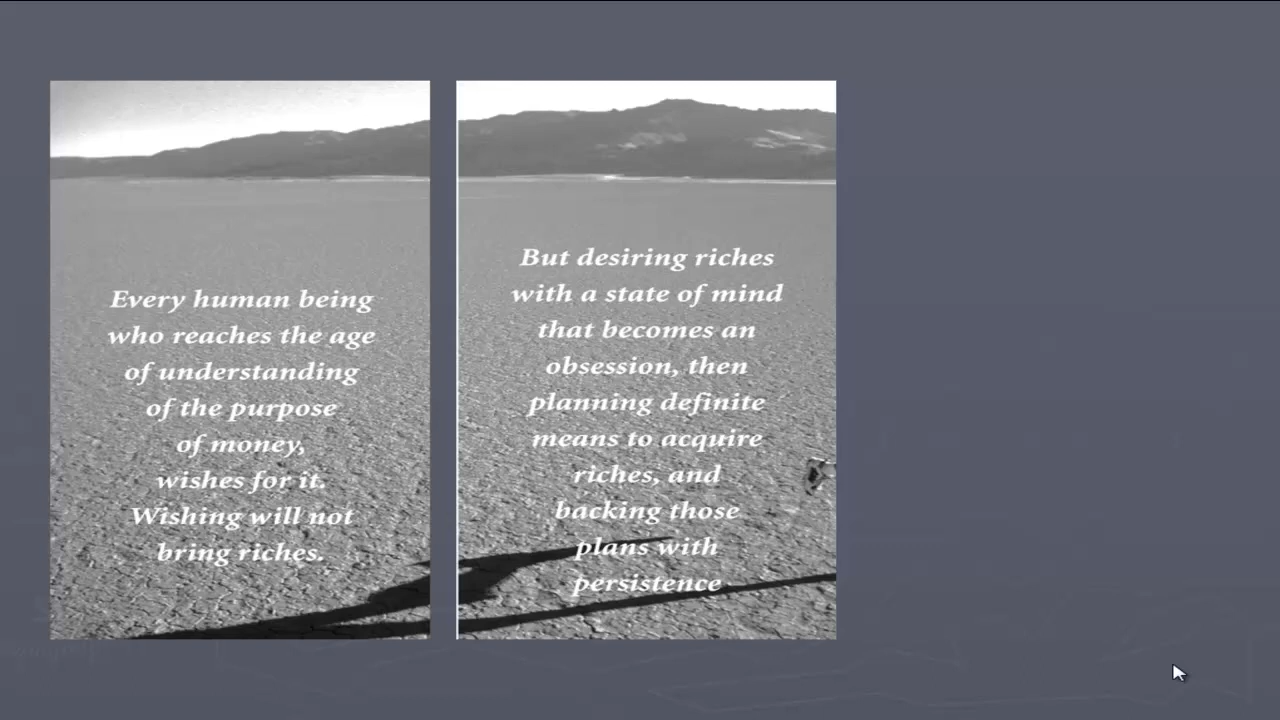 Every human being
who reaches the age
of understanding
of the purpose
of money,
wishes for it.
Wishing will not
bring riches.
But desiring riches
with a state of mind
that becomes an
obsession, then
planning definite
means to acquire
riches, and
backing those
plans with
persistence